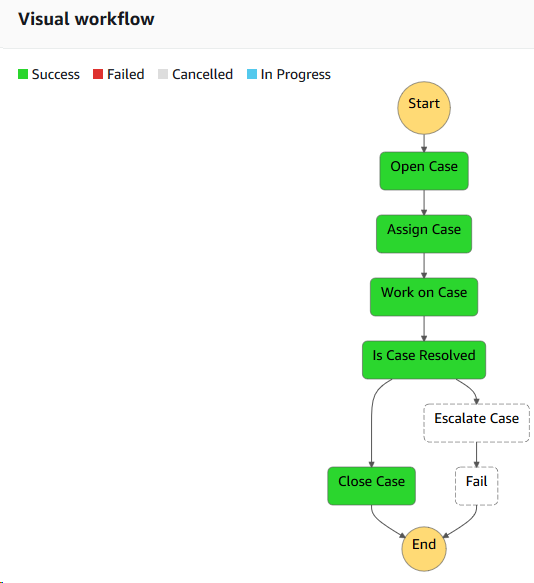 Visual workflow
Success Failed Cancelled In Progress
Start
Open Case
Assign Case
Work on Case
Is Case Resolved
Escalate Case
Close Case Fail
End